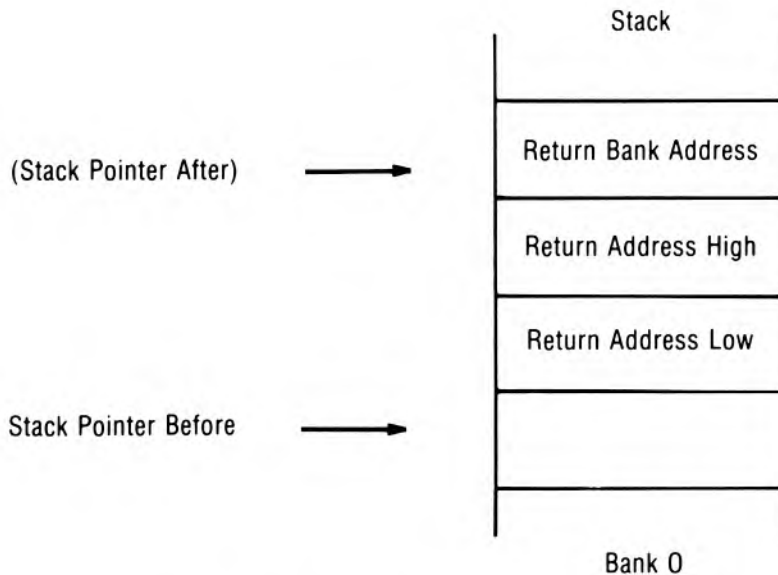 Stack
Return Bank Address
(Stack Pointer After)
Return Address High
Return Address Low
Stack Pointer Before
Bank 0